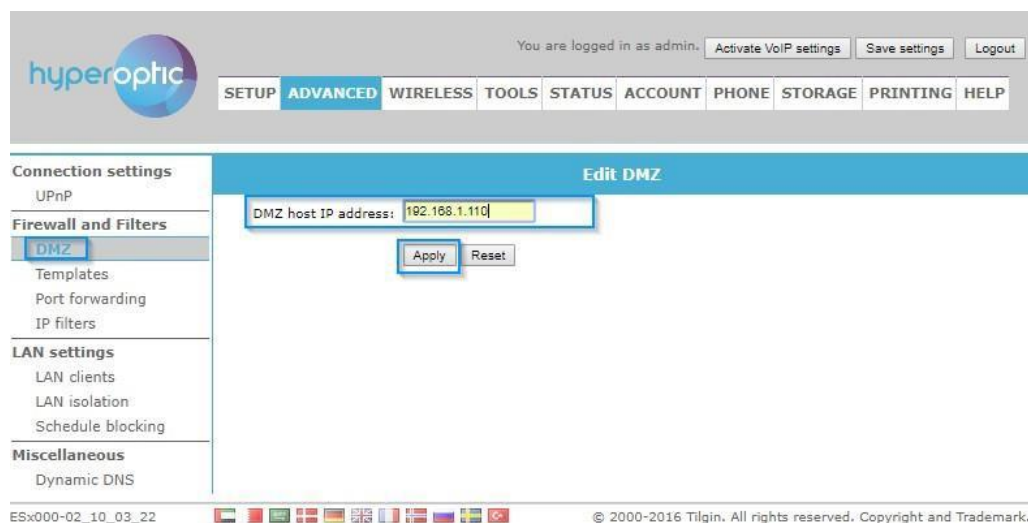 hyperoptic
You are logged in as admin. Activate VoIP settings Save settings Logout
SETUP ADVANCED WIRELESS TOOLS STATUS ACCOUNT PHONE STORAGE PRINTING HELP
Connection settings
UPnP
Firewall and Filters
DMZ
Templates
Port forwarding
IP filters
LAN settings
LAN clients
LAN isolation
Schedule blocking
Miscellaneous
Dynamic DNS
Edit DMZ
DMZ host IP address: 192.168.1.110
Apply Reset
ESx000-02_10_03_22
© 2000-2016 Tilgin. All rights reserved. Copyright and Trademark.